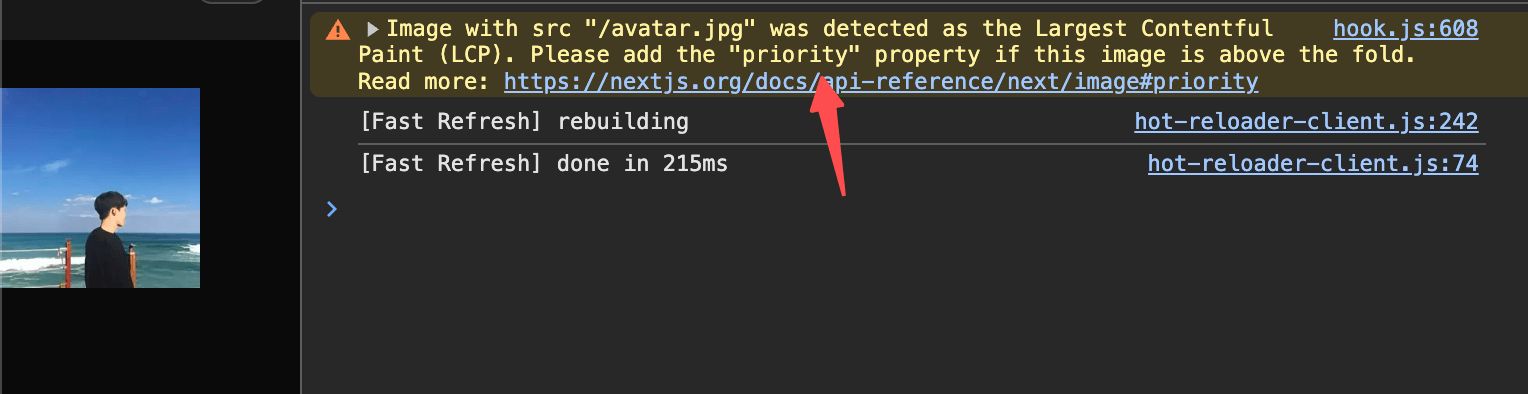 Image with src "/avatar.jpg" was detected as the Largest Contentful hook.js:608
Paint (LCP). Please add the "priority" property if this image is above the fold.
Read more: https://nextjs.org/docs/api-reference/next/image#priority
[Fast Refresh] rebuilding hot-reloader-client.js:242
[Fast Refresh] done in 215ms hot-reloader-client.js:74